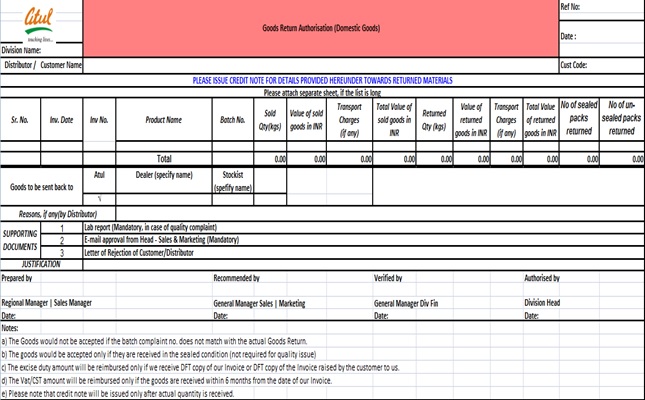 Atul
touching lives...
Goods Return Authorisation (Domestic Goods)
Ref No:
Date :
Division Name:
Distributor / Customer Name
Cust Code:
PLEASE ISSUE CREDIT NOTE FOR DETAILS PROVIDED HEREUNDER TOWARDS RETURNED MATERIALS
Please attach separate sheet, if the list is long
Sr. No. Inv. Date Inv No. Product Name Batch No. Sold Qty(kgs) Value of sold goods in INR Transport Charges (if any) Total Value of sold goods in INR Returned Qty (kgs) Value of returned goods in INR Transport Charges (if any) Total Value of returned goods in INR No of sealed packs returned No of un-sealed packs returned
Total 0.00 0.00 0.00 0.00 0.00 0.00 0.00 0.00 0.00 0.00
Goods to be sent back to Atul Dealer (specify name) Stockist (spefify name)
√
Reasons, if any(by Distributor)
SUPPORTING DOCUMENTS
1 Lab report (Mandatory, in case of quality complaint)
2 E-mail approval from Head - Sales & Marketing (Mandatory)
3 Letter of Rejection of Customer/Distributor
JUSTIFICATION
Prepared by Recommended by Verified by Authorised by
Regional Manager | Sales Manager General Manager Sales | Marketing General Manager Div Fin Division Head
Date: Date: Date: Date:
Notes:
a) The Goods would not be accepted if the batch complaint no. does not match with the actual Goods Return.
b) The goods would be accepted only if they are received in the sealed condition (not required for quality issue)
c) The excise duty amount will be reimbursed only if we receive DFT copy of our Invoice or DFT copy of the Invoice raised by the customer to us.
d) The Vat/CST amount will be reimbursed only if the goods are received within 6 months from the date of our Invoice.
e) Please note that credit note will be issued only after actual quantity is received.